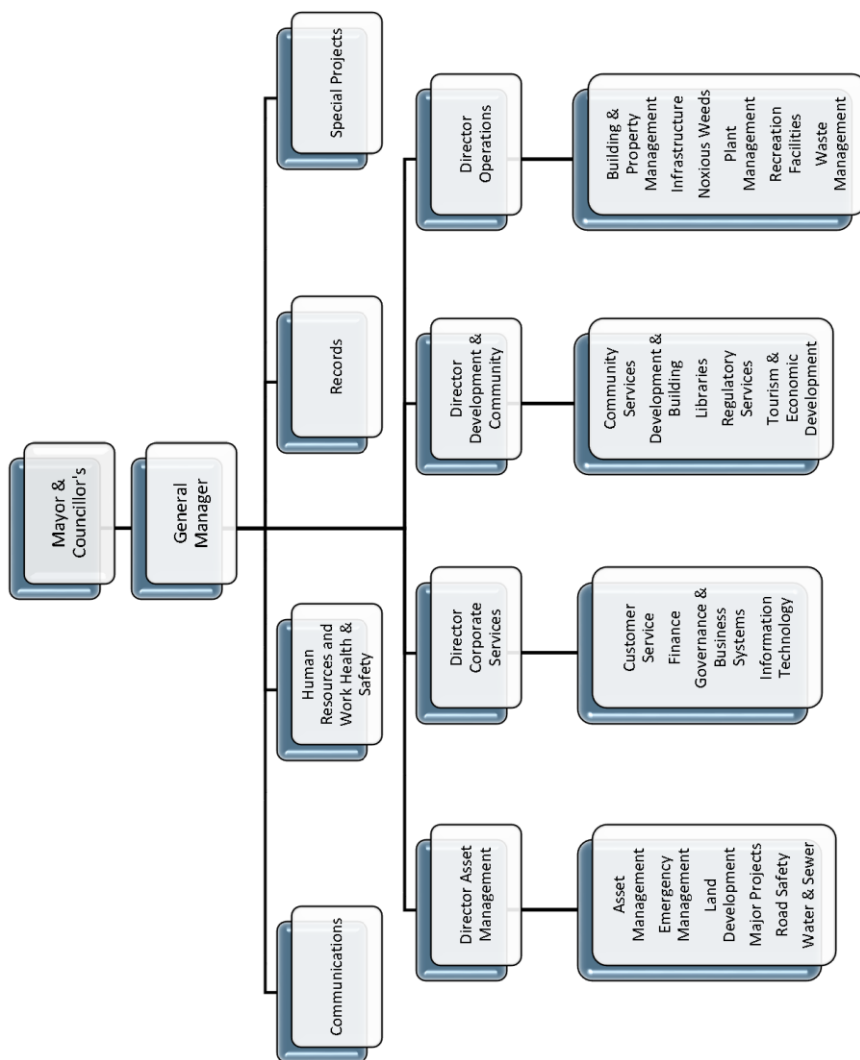 Mayor &
Councillor's
General
Manager
Communications
Human
Resources and
Work Health &
Safety
Records
Special Projects
Director Asset
Management
Director
Corporate
Services
Director
Development &
Community
Director
Operations
Asset
Management
Emergency
Management
Land
Development
Major Projects
Road Safety
Water & Sewer
Customer
Service
Finance
Governance &
Business
Systems
Information
Technology
Community
Services
Development &
Building
Libraries
Regulatory
Services
Tourism &
Economic
Development
Building &
Property
Management
Infrastructure
Noxious Weeds
Plant
Management
Recreation
Facilities
Waste
Management